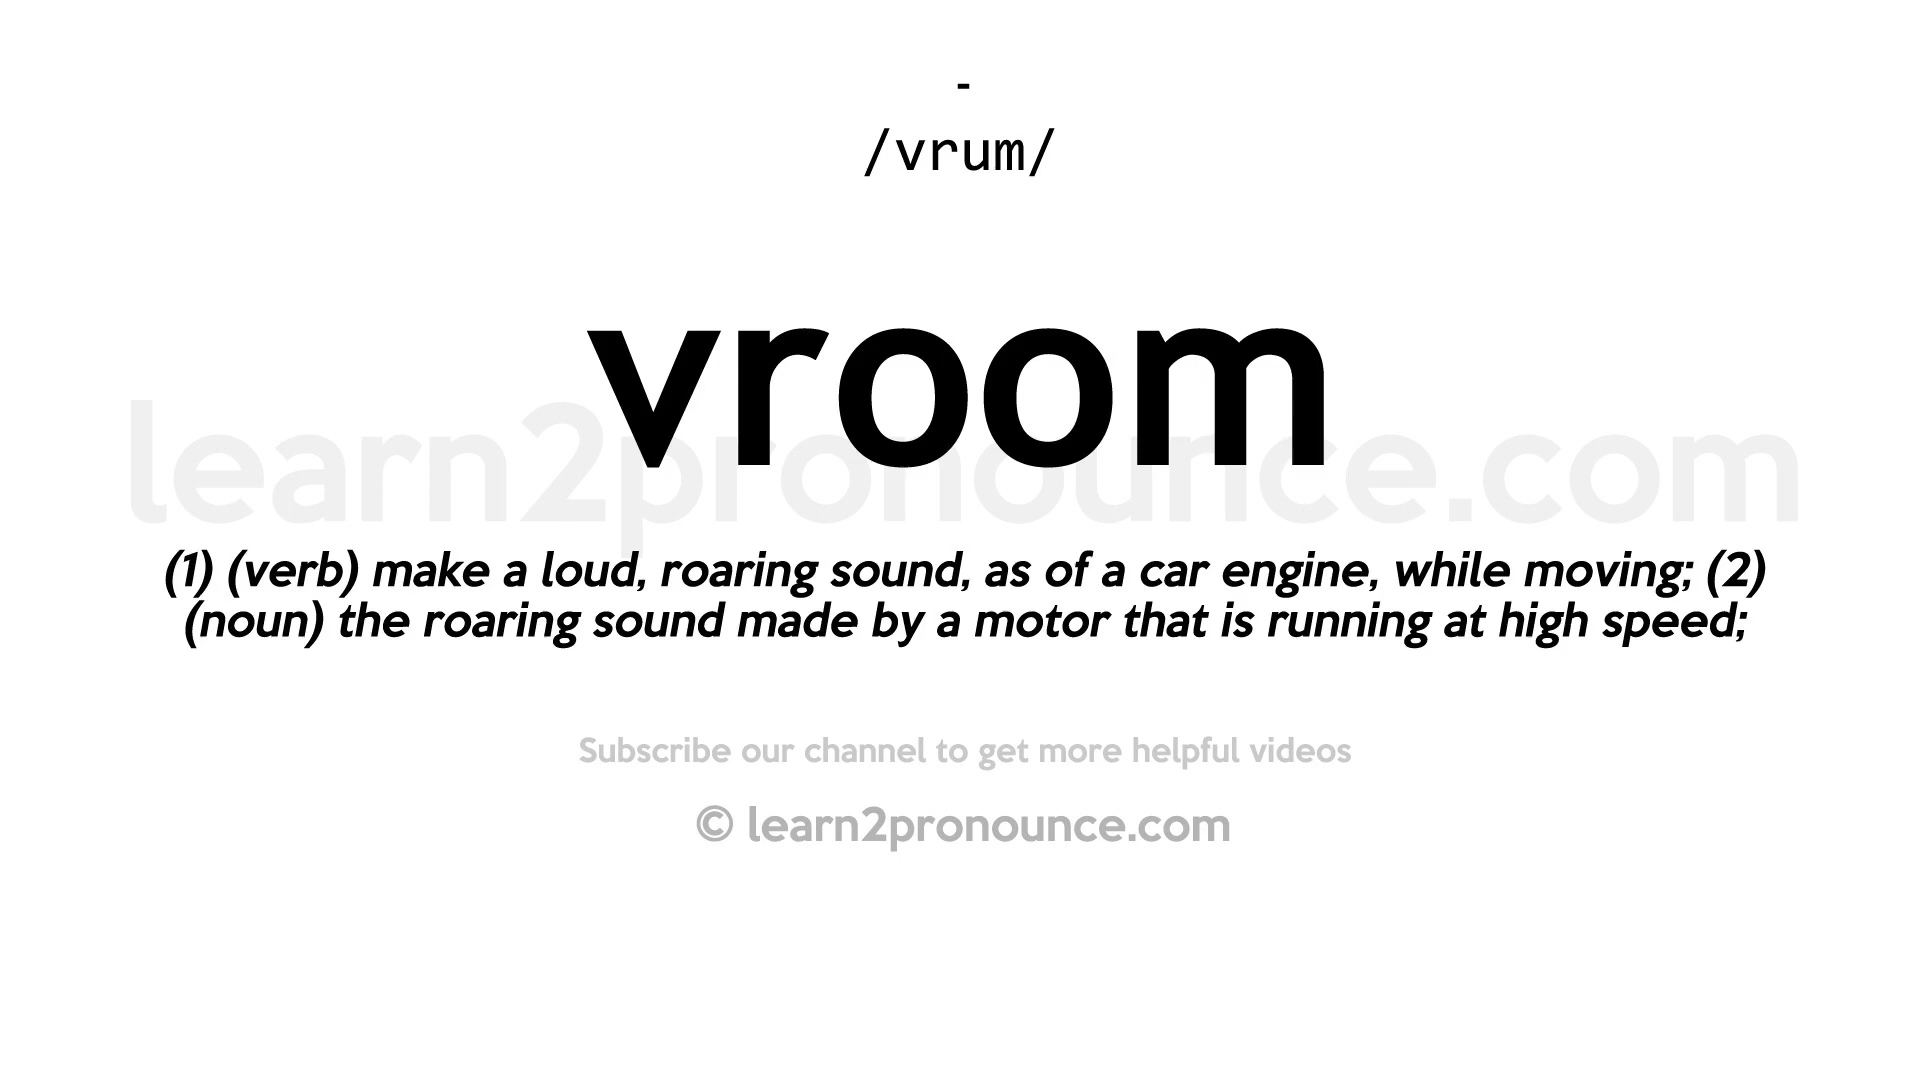 -
/vrum/
vroom
learn2pronounce.com
(1) (verb) make a loud, roaring sound, as of a car engine, while moving; (2)
(noun) the roaring sound made by a motor that is running at high speed;
Subscribe our channel to get more helpful videos
© learn2pronounce.com